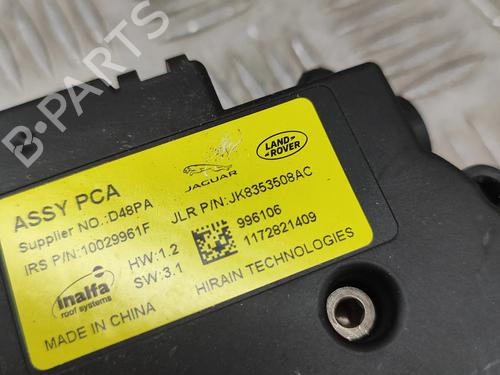 B-PARTS
JAGUAR
LAND
ROVER
ASSY PCA
Supplier NO.:D48PA
JLR P/N:JK8353508AC
IRS P/N:10029961F
996106
HW:1.2
1172821409
SW:3.1
inalfa
roof systems
HIRAIN TECHNOLOGIES
MADE IN CHINA